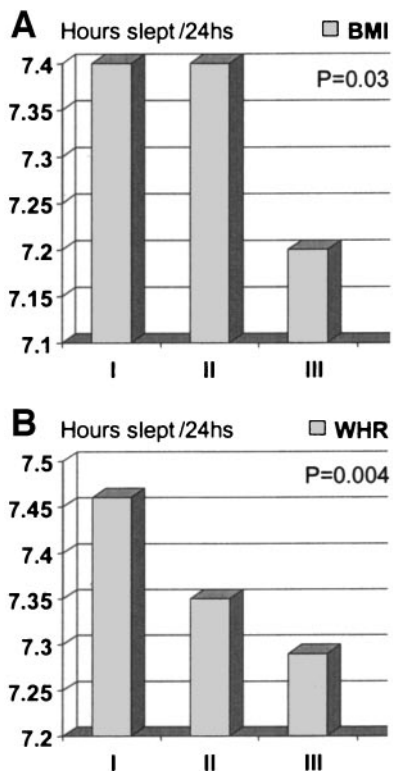 A Hours slept /24hs BMI
P=0.03
7.4
7.35
7.3
7.25
7.2
7.15
7.1
I II III
B Hours slept /24hs WHR
P=0.004
7.5
7.45
7.4
7.35
7.3
7.25
7.2
I II III